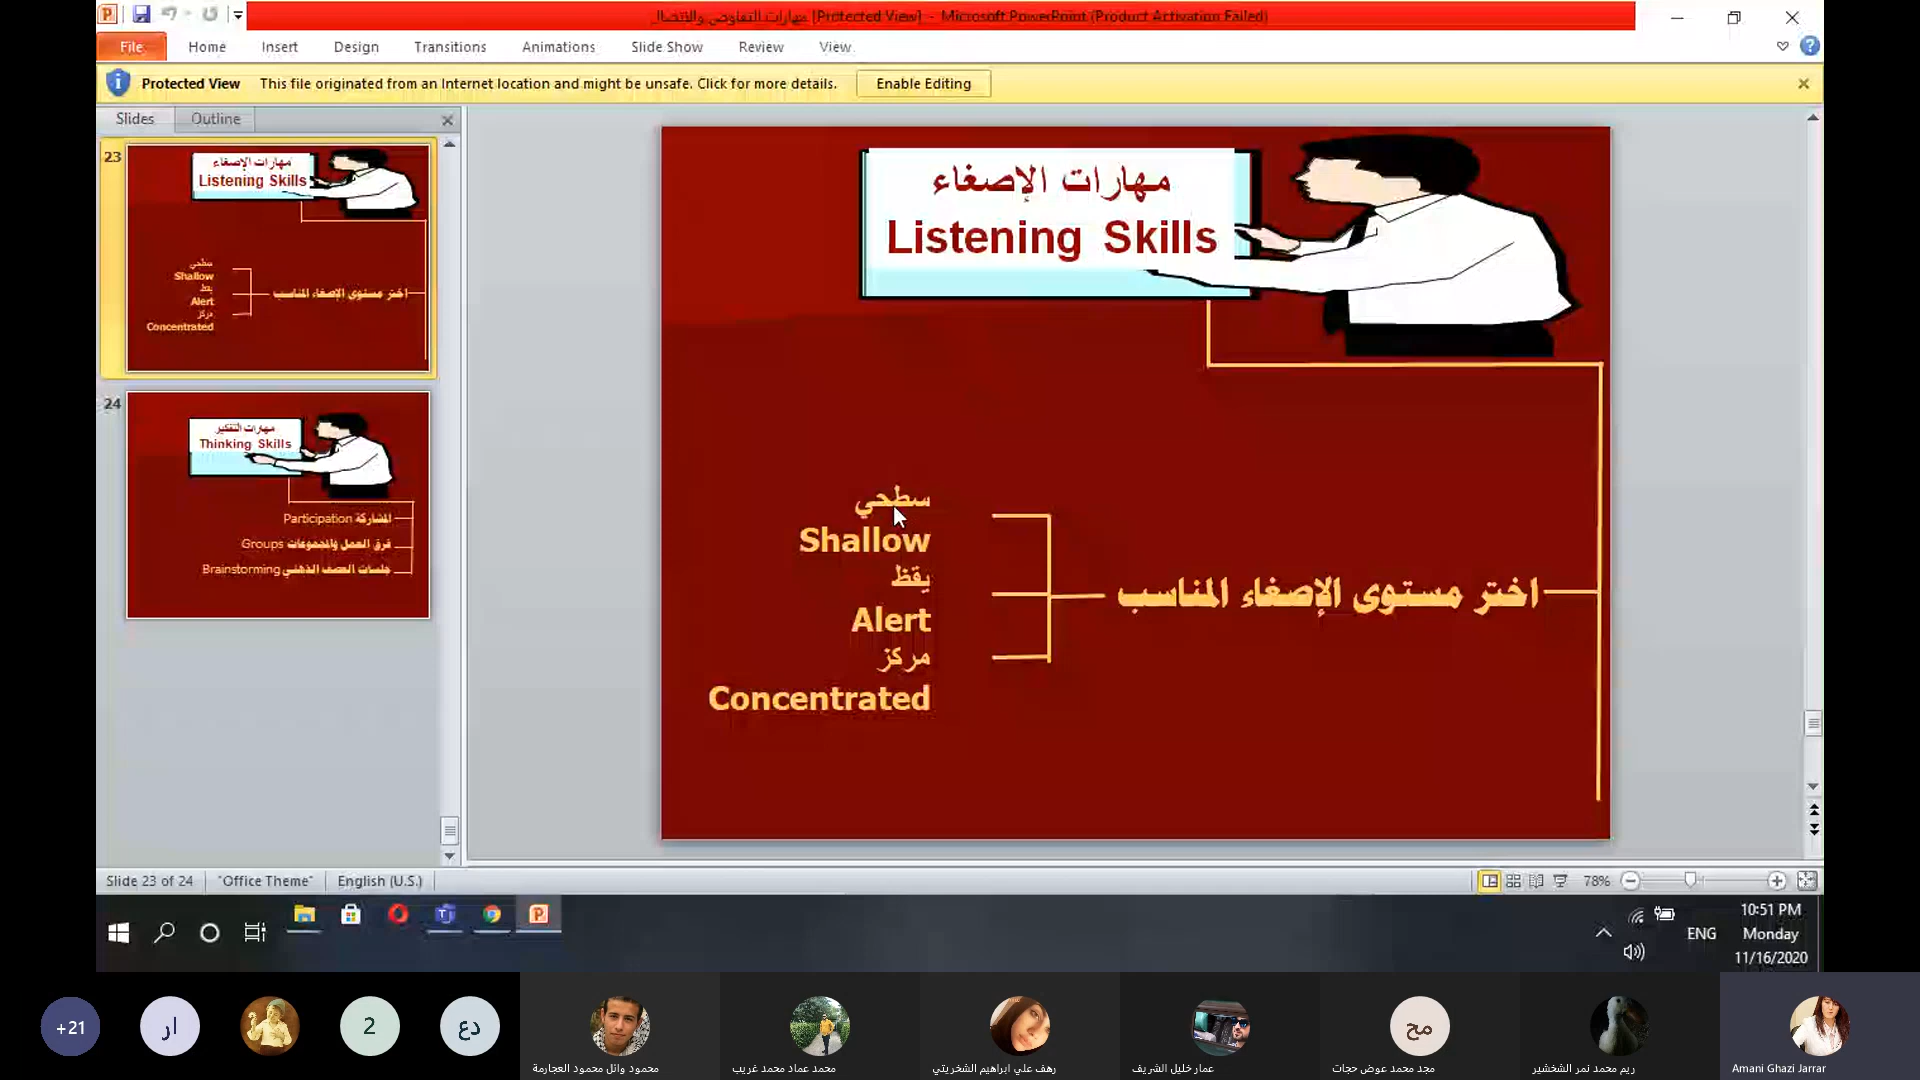 مهارات التفاوض والاتصال [Protected View] - Microsoft PowerPoint (Product Activation Failed)
File Home Insert Design Transitions Animations Slide Show Review View
Protected View This file originated from an Internet location and might be unsafe. Click for more details. Enable Editing
Slides Outline
23
مهارات الإصغاء
Listening Skills
سطحي
Shallow
يقظ
Alert
مركز
Concentrated
اختر مستوى الإصغاء المناسب
24
مهارات التفكير
Thinking Skills
المشاركة Participation
فرق العمل والمجموعات Groups
جلسات العصف الذهني Brainstorming
مهارات الإصغاء
Listening Skills
اختر مستوى الإصغاء المناسب
سطحي
Shallow
يقظ
Alert
مركز
Concentrated
Slide 23 of 24 "Office Theme" English (U.S.) 78%
ENG
10:51 PM
Monday
11/16/2020
+21
ار
2
دع
مح
محمود وائل محمود العجارمة
محمد عماد محمد غريب
رهف علي ابراهيم الشخريتي
عمار خليل الشريف
مجد محمد عوض حجات
ريم محمد نمر الشخشير
Amani Ghazi Jarrar